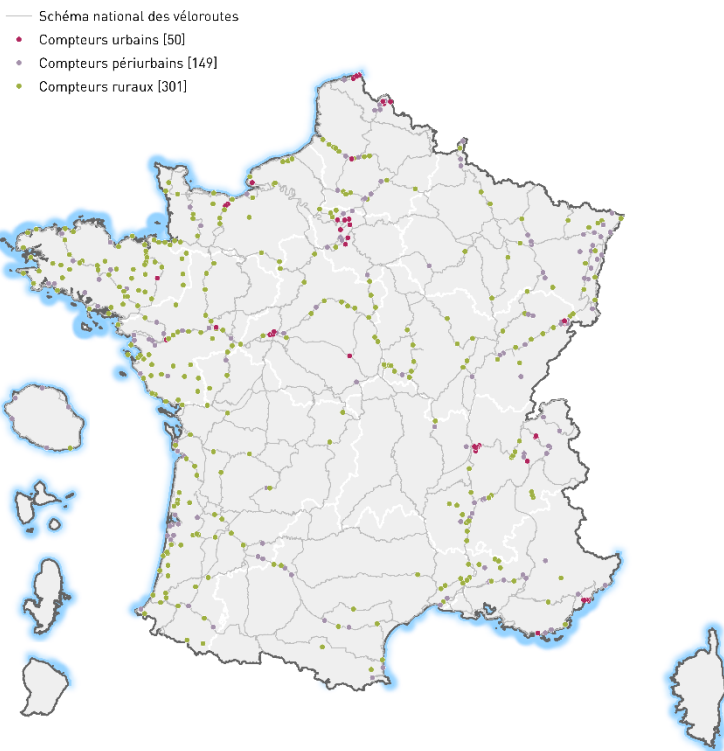 Schéma national des véloroutes
Compteurs urbains [50]
Compteurs périurbains [149]
Compteurs ruraux [301]